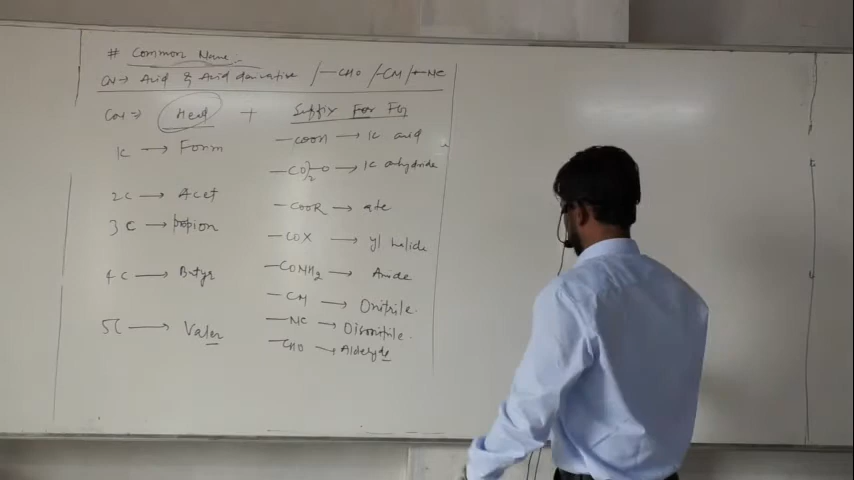 # Common Name
CN → Acid & Acid derivative / —CHO / —CN / —NC
CN ⇒ Head + Suffix For FG
1C → Form
2C → Acet
3C → propion
4C → Butyr
5C → Valer
—COOH → ic acid
—CO)2—O → ic anhydride
—COOR → ate
—COX → yl halide
—CONH2 → Amide
—CN → Onitrile
—NC → Oisonitrile
—CHO → Aldehyde